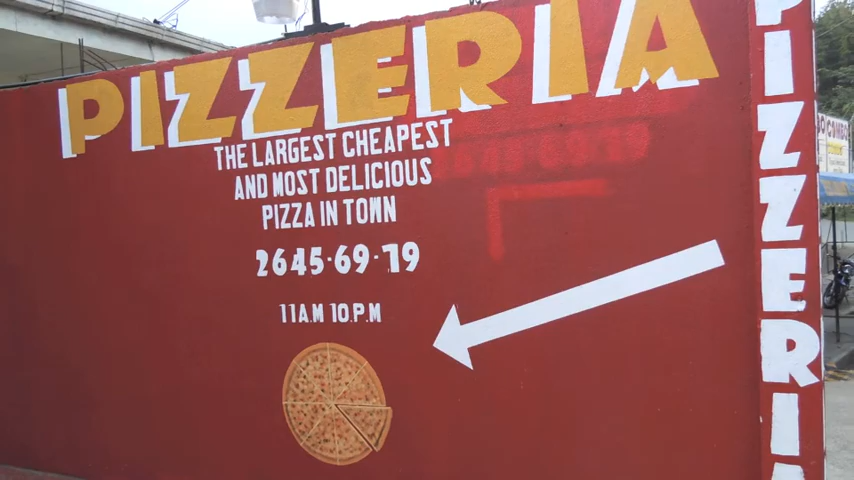 PIZZERIA
THE LARGEST CHEAPEST
AND MOST DELICIOUS
PIZZA IN TOWN
2645-69-79
11A.M 10.P.M
PIZZERIA